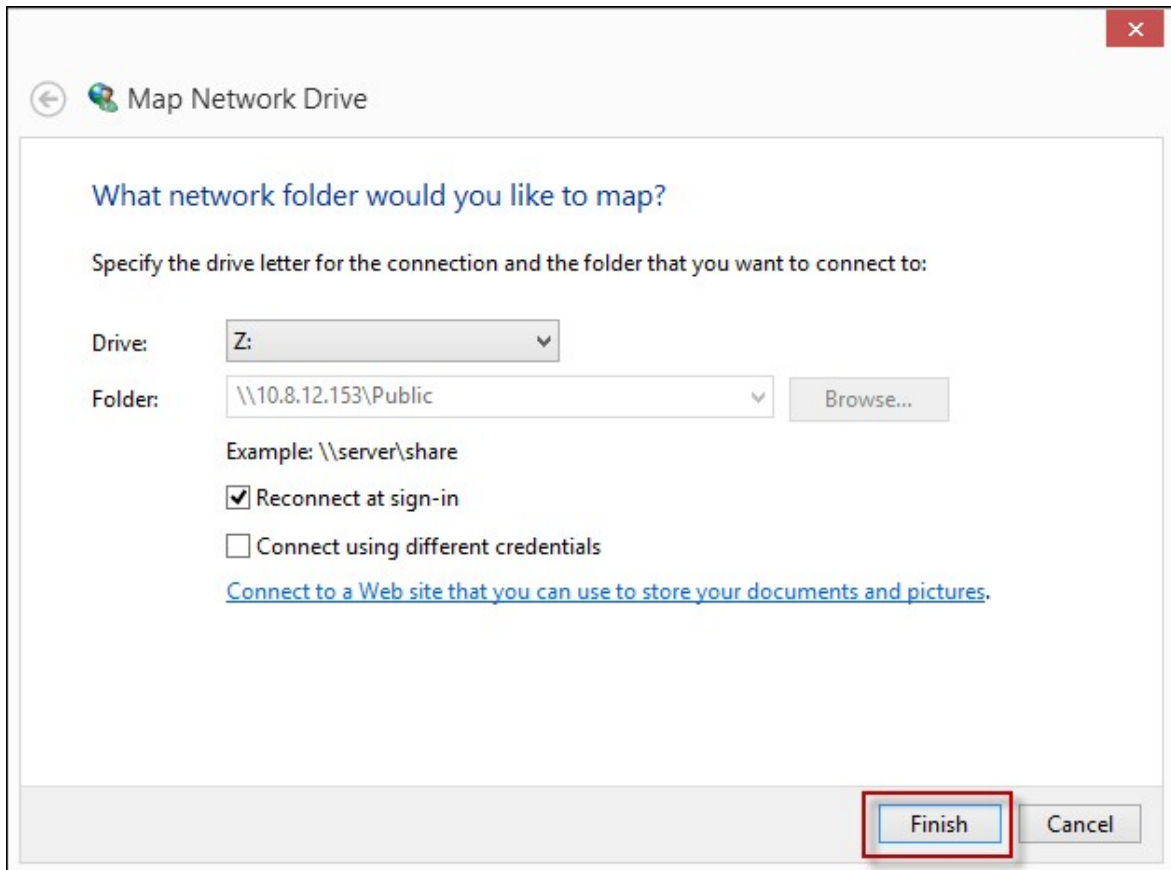 Map Network Drive
What network folder would you like to map?
Specify the drive letter for the connection and the folder that you want to connect to:
Drive: Z:
Folder: \\10.8.12.153\Public Browse...
Example: \\server\share
Reconnect at sign-in
Connect using different credentials
Connect to a Web site that you can use to store your documents and pictures.
Finish Cancel